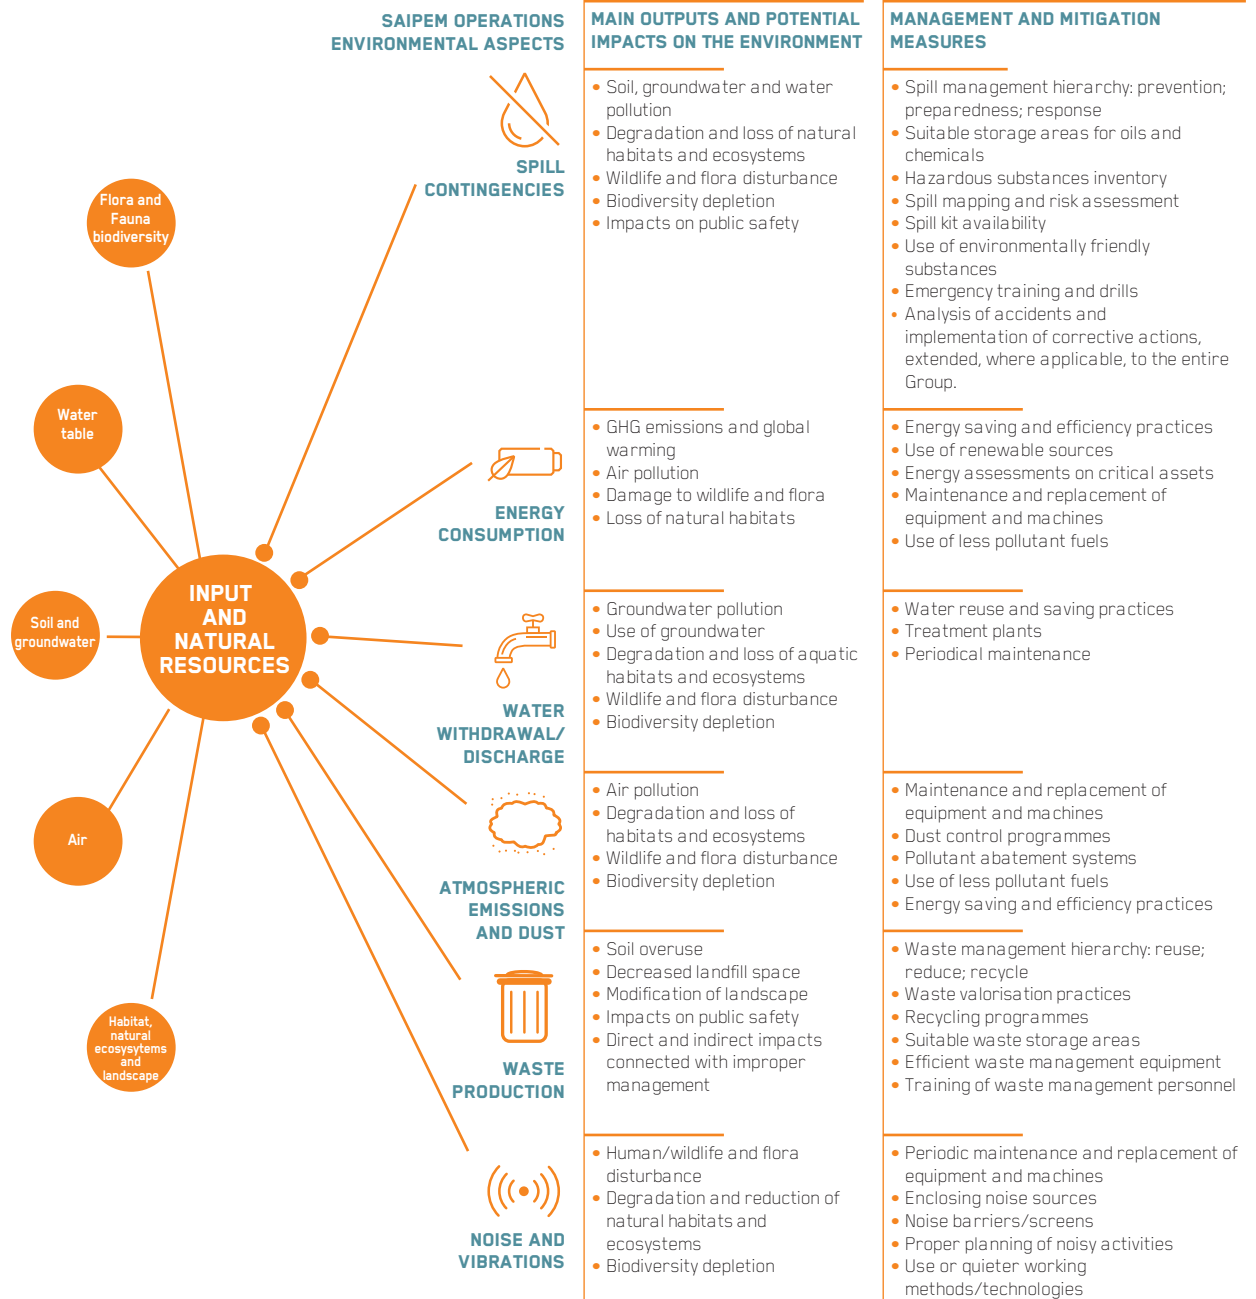 SAIPEM OPERATIONS
ENVIRONMENTAL ASPECTS
MAIN OUTPUTS AND POTENTIAL
IMPACTS ON THE ENVIRONMENT
MANAGEMENT AND MITIGATION
MEASURES
Flora and
Fauna
biodiversity
Water
table
Soil and
groundwater
Air
Habitat,
natural
ecosysytems
and
landscape
INPUT
AND
NATURAL
RESOURCES
SPILL
CONTINGENCIES
• Soil, groundwater and water
pollution
• Degradation and loss of natural
habitats and ecosystems
• Wildlife and flora disturbance
• Biodiversity depletion
• Impacts on public safety
• Spill management hierarchy: prevention;
preparedness; response
• Suitable storage areas for oils and
chemicals
• Hazardous substances inventory
• Spill mapping and risk assessment
• Spill kit availability
• Use of environmentally friendly
substances
• Emergency training and drills
• Analysis of accidents and
implementation of corrective actions,
extended, where applicable, to the entire
Group.
ENERGY
CONSUMPTION
• GHG emissions and global
warming
• Air pollution
• Damage to wildlife and flora
• Loss of natural habitats
• Energy saving and efficiency practices
• Use of renewable sources
• Energy assessments on critical assets
• Maintenance and replacement of
equipment and machines
• Use of less pollutant fuels
WATER
WITHDRAWAL/
DISCHARGE
• Groundwater pollution
• Use of groundwater
• Degradation and loss of aquatic
habitats and ecosystems
• Wildlife and flora disturbance
• Biodiversity depletion
• Water reuse and saving practices
• Treatment plants
• Periodical maintenance
ATMOSPHERIC
EMISSIONS
AND DUST
• Air pollution
• Degradation and loss of
habitats and ecosystems
• Wildlife and flora disturbance
• Biodiversity depletion
• Maintenance and replacement of
equipment and machines
• Dust control programmes
• Pollutant abatement systems
• Use of less pollutant fuels
• Energy saving and efficiency practices
WASTE
PRODUCTION
• Soil overuse
• Decreased landfill space
• Modification of landscape
• Impacts on public safety
• Direct and indirect impacts
connected with improper
management
• Waste management hierarchy: reuse;
reduce; recycle
• Waste valorisation practices
• Recycling programmes
• Suitable waste storage areas
• Efficient waste management equipment
• Training of waste management personnel
NOISE AND
VIBRATIONS
• Human/wildlife and flora
disturbance
• Degradation and reduction of
natural habitats and
ecosystems
• Biodiversity depletion
• Periodic maintenance and replacement of
equipment and machines
• Enclosing noise sources
• Noise barriers/screens
• Proper planning of noisy activities
• Use or quieter working
methods/technologies